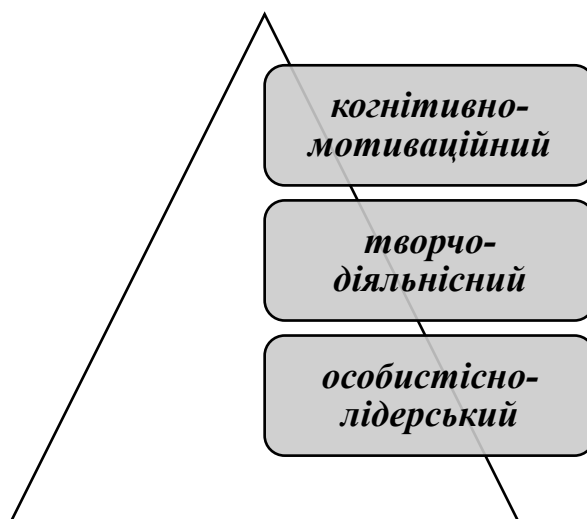 когнітивно-
мотиваційний
творчо-
діяльнісний
особистісно-
лідерський